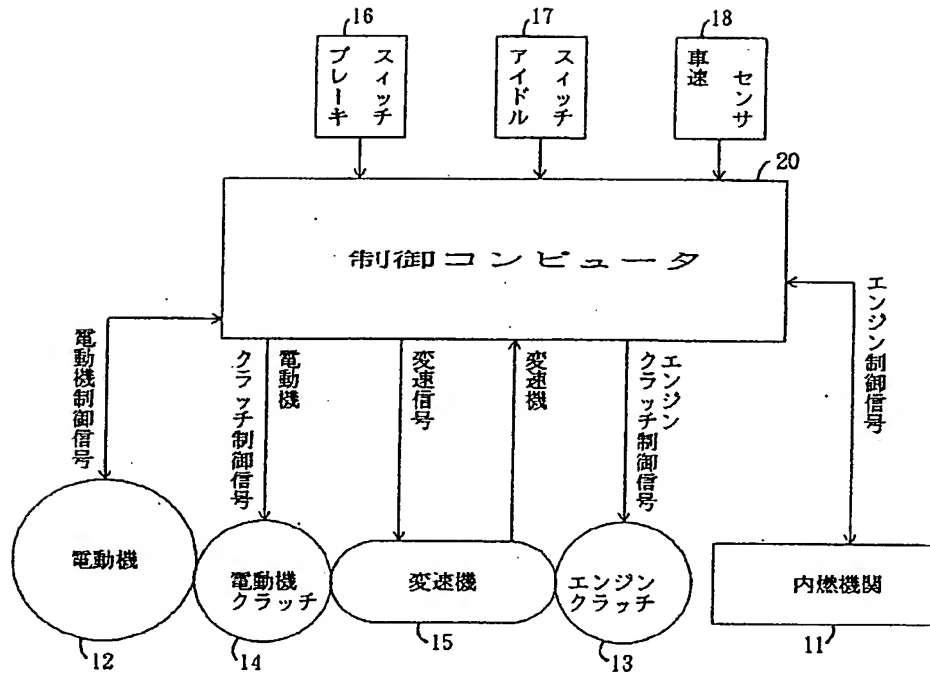 16
17
18
ブレーキ
スイッチ
アイドル
スイッチ
車速
センサ
20
制御コンピュータ
電動機制御信号
電動機
クラッチ制御信号
変速信号
変速機
エンジン
クラッチ制御信号
エンジン制御信号
電動機
電動機
クラッチ
変速機
エンジン
クラッチ
内燃機関
12
14
15
13
11